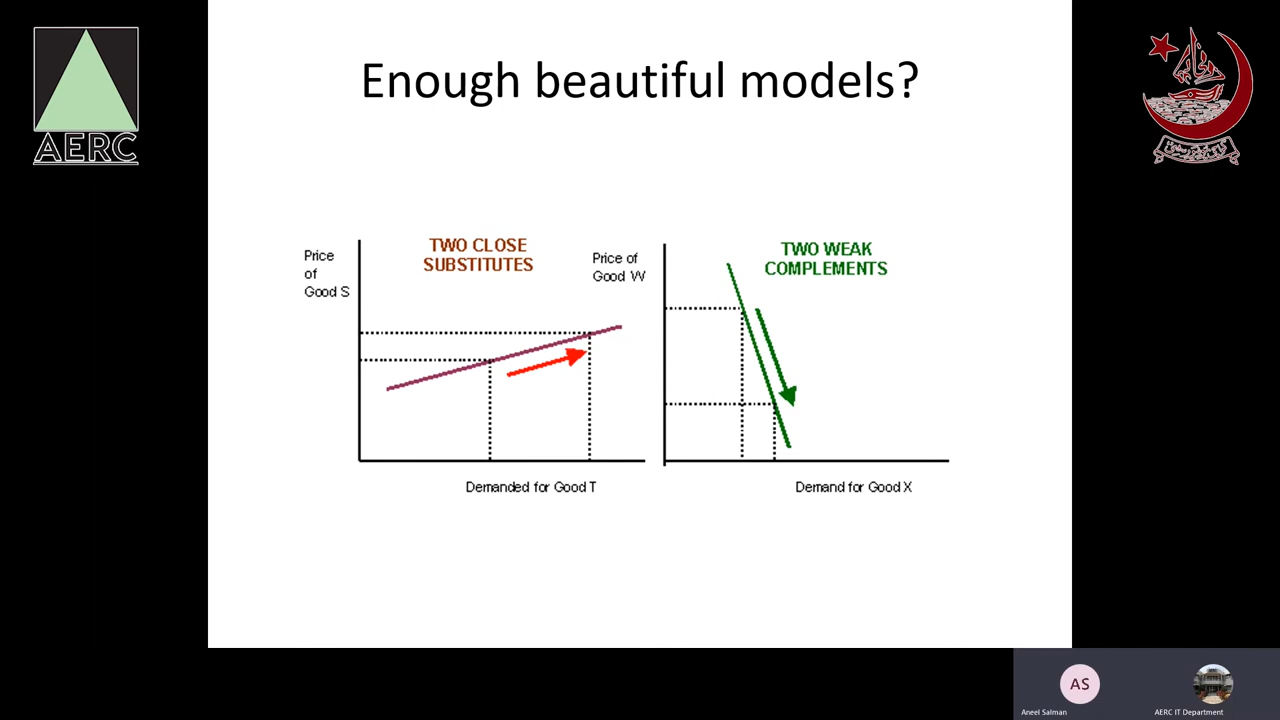 AERC
Enough beautiful models?
Price
of
Good S
TWO CLOSE
SUBSTITUTES
Demanded for Good T
Price of
Good W
TWO WEAK
COMPLEMENTS
Demand for Good X
AS
Aneel Salman
AERC IT Department